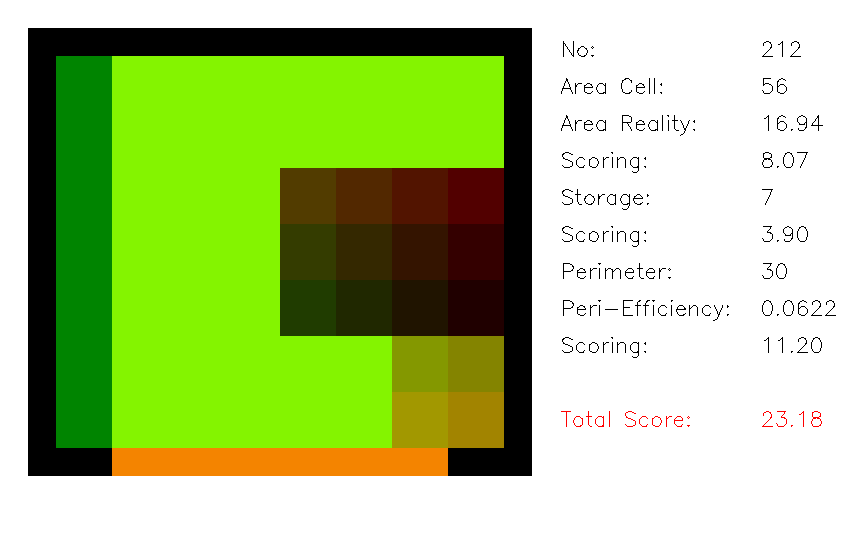 No: 212
Area Cell: 56
Area Reality: 16.94
Scoring: 8.07
Storage: 7
Scoring: 3.90
Perimeter: 30
Peri-Efficiency: 0.0622
Scoring: 11.20
Total Score: 23.18